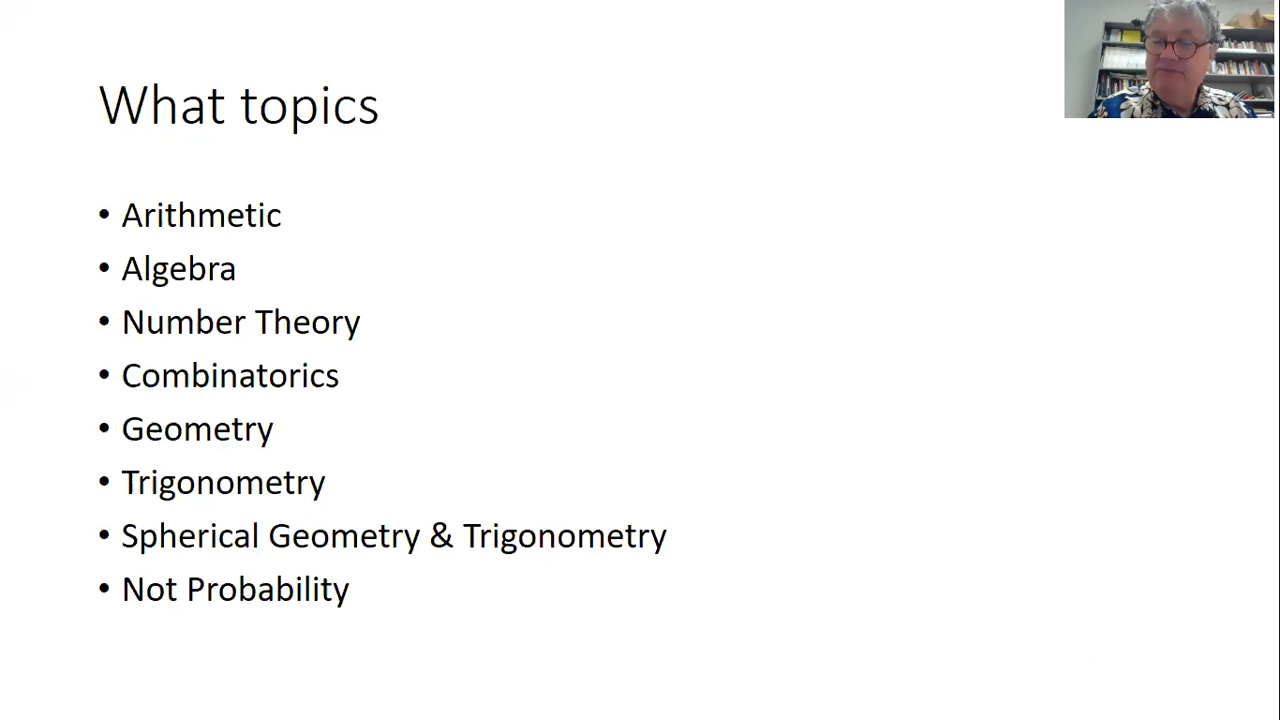 What topics
• Arithmetic
• Algebra
• Number Theory
• Combinatorics
• Geometry
• Trigonometry
• Spherical Geometry & Trigonometry
• Not Probability